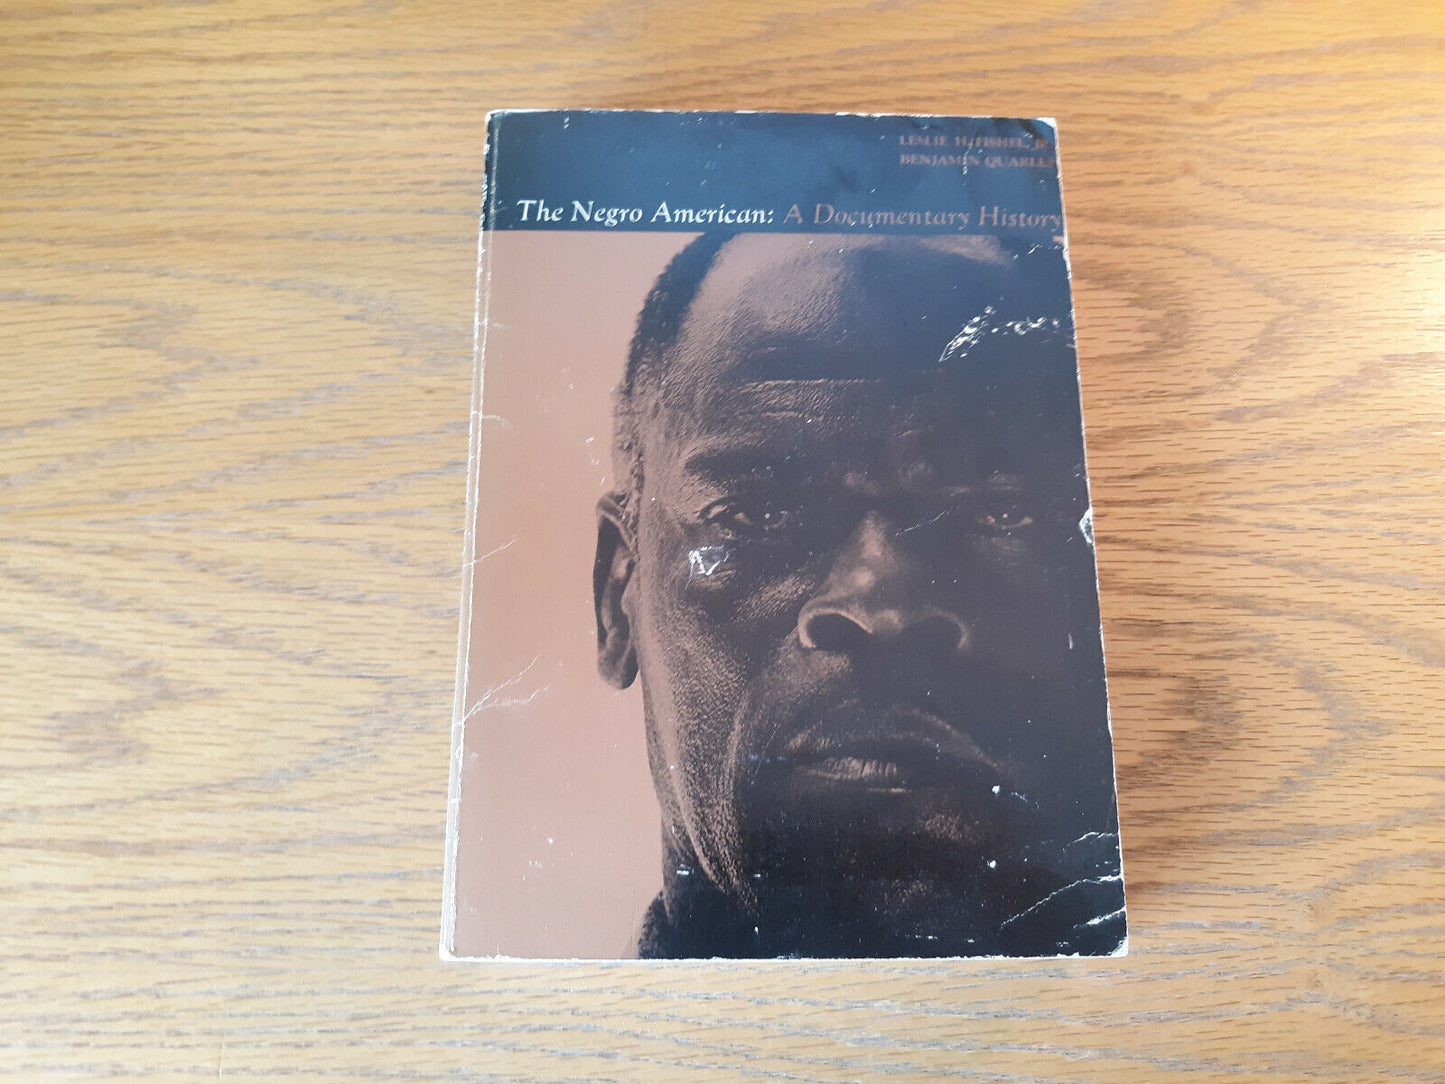 LESLIE H. FISHEL, JR.
BENJAMIN QUARLES
The Negro American: A Documentary History